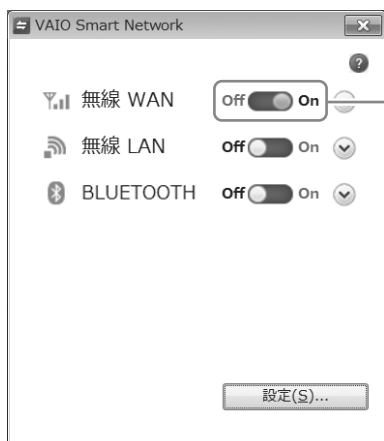 VAIO Smart Network
?
無線 WAN Off On
無線 LAN Off On
BLUETOOTH Off On
設定(S)...